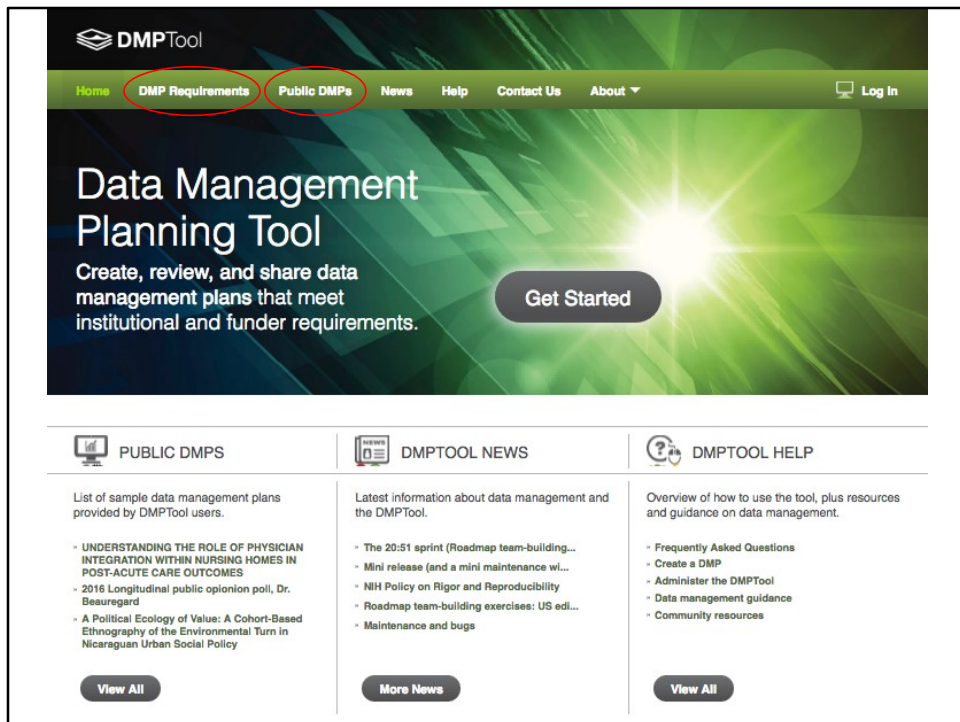 DMPTool
Home DMP Requirements Public DMPs News Help Contact Us About Log In
Data Management
Planning Tool
Create, review, and share data
management plans that meet
institutional and funder requirements.
Get Started
PUBLIC DMPS
List of sample data management plans
provided by DMPTool users.
» UNDERSTANDING THE ROLE OF PHYSICIAN
INTEGRATION WITHIN NURSING HOMES IN
POST-ACUTE CARE OUTCOMES
» 2016 Longitudinal public opionion poll, Dr.
Beauregard
» A Political Ecology of Value: A Cohort-Based
Ethnography of the Environmental Turn in
Nicaraguan Urban Social Policy
View All
NEWS
DMPTOOL NEWS
Latest information about data management and
the DMPTool.
» The 20:51 sprint (Roadmap team-building...
» Mini release (and a mini maintenance wi...
» NIH Policy on Rigor and Reproducibility
» Roadmap team-building exercises: US edi...
» Maintenance and bugs
More News
DMPTOOL HELP
Overview of how to use the tool, plus resources
and guidance on data management.
» Frequently Asked Questions
» Create a DMP
» Administer the DMPTool
» Data management guidance
» Community resources
View All